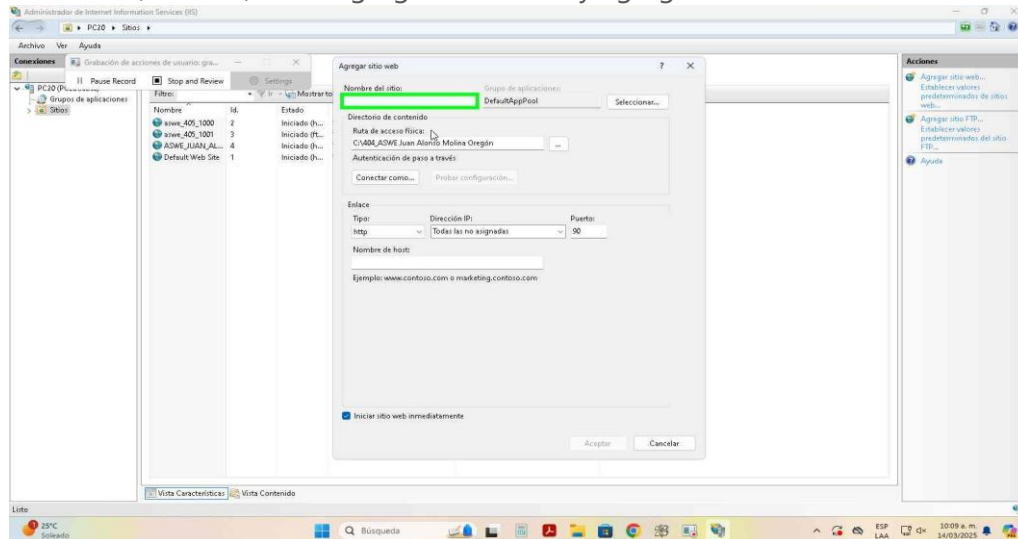 Administrador de Internet Information Services (IIS)
PC20 ▸ Sitios ▸
Archivo Ver Ayuda
Conexiones
Grabación de acciones de usuario: gra...
Pause Record Stop and Review Settings
PC20
Grupos de aplicaciones
Sitios
Filtro: Ir Mostrar to
Nombre Id. Estado
aswe_405_1000 2 Iniciado (h...
aswe_405_1001 3 Iniciado (ft...
ASWE_JUAN_AL... 4 Iniciado (h...
Default Web Site 1 Iniciado (h...
Agregar sitio web ?
Nombre del sitio: Grupo de aplicaciones:
DefaultAppPool Seleccionar...
Directorio de contenido
Ruta de acceso física:
C:\404_ASWE Juan Alonso Molina Oregón ...
Autenticación de paso a través
Conectar como... Probar configuración...
Enlace
Tipo: Dirección IP: Puerto:
http Todas las no asignadas 90
Nombre de host:
Ejemplo: www.contoso.com o marketing.contoso.com
Iniciar sitio web inmediatamente
Aceptar Cancelar
Acciones
Agregar sitio web...
Establecer valores
predeterminados de sitios
web...
Agregar sitio FTP...
Establecer valores
predeterminados del sitio
FTP...
Ayuda
Vista Características Vista Contenido
Listo
25°C
Soleado
Búsqueda
ESP
LAA
10:09 a. m.
14/03/2025